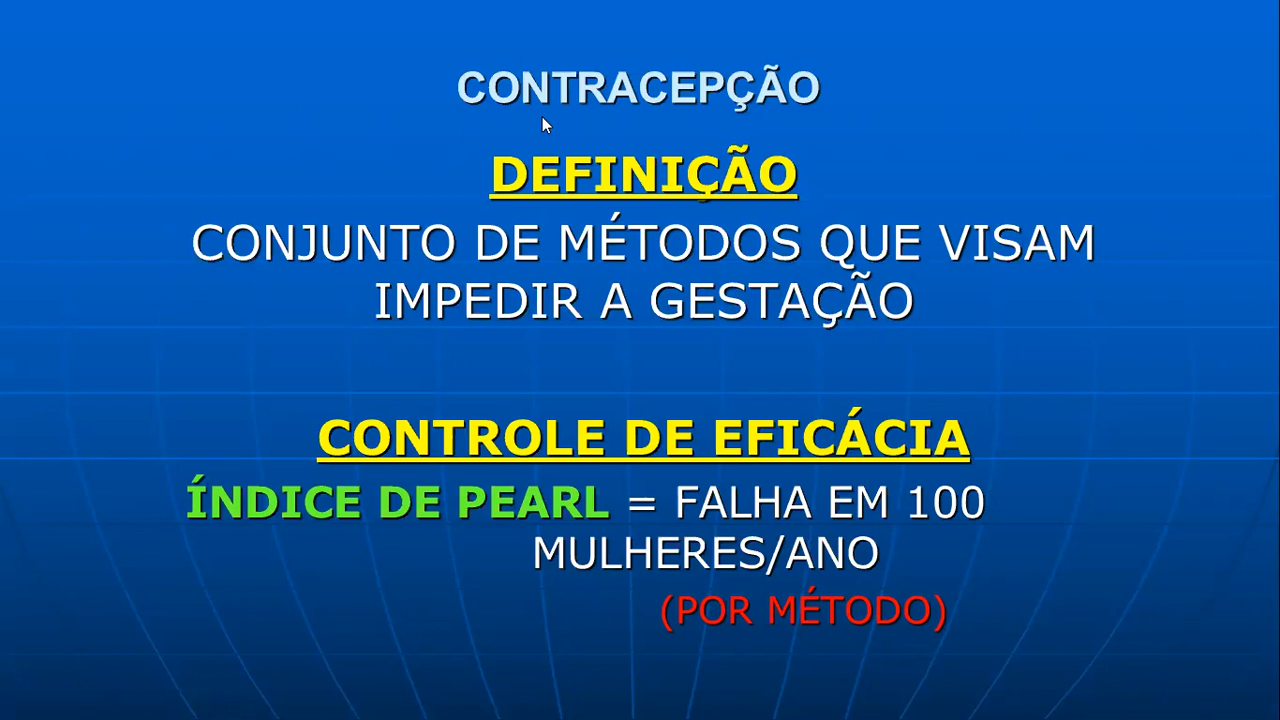 CONTRACEPÇÃO
DEFINIÇÃO
CONJUNTO DE MÉTODOS QUE VISAM
IMPEDIR A GESTAÇÃO
CONTROLE DE EFICÁCIA
ÍNDICE DE PEARL = FALHA EM 100
MULHERES/ANO
(POR MÉTODO)